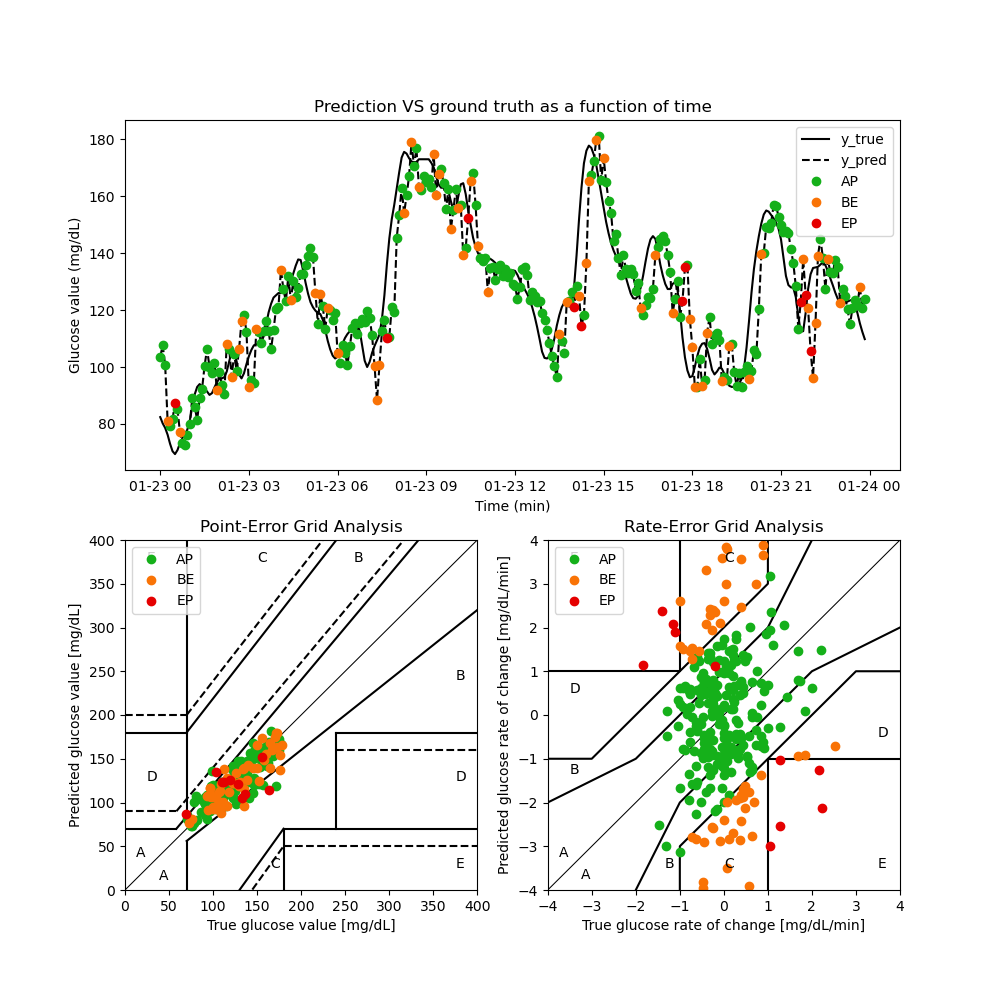 Prediction VS ground truth as a function of time
Glucose value (mg/dL)
180
160
140
120
100
80
y_true
y_pred
AP
BE
EP
01-23 00 01-23 03 01-23 06 01-23 09 01-23 12 01-23 15 01-23 18 01-23 21 01-24 00
Time (min)
Point-Error Grid Analysis
Predicted glucose value [mg/dL]
400
350
300
250
200
150
100
50
0
AP
BE
EP
C
B
B
D
D
A
A
C
E
0 50 100 150 200 250 300 350 400
True glucose value [mg/dL]
Rate-Error Grid Analysis
Predicted glucose rate of change [mg/dL/min]
4
3
2
1
0
−1
−2
−3
−4
AP
BE
EP
C
D
D
B
A
A
B
C
E
−4 −3 −2 −1 0 1 2 3 4
True glucose rate of change [mg/dL/min]